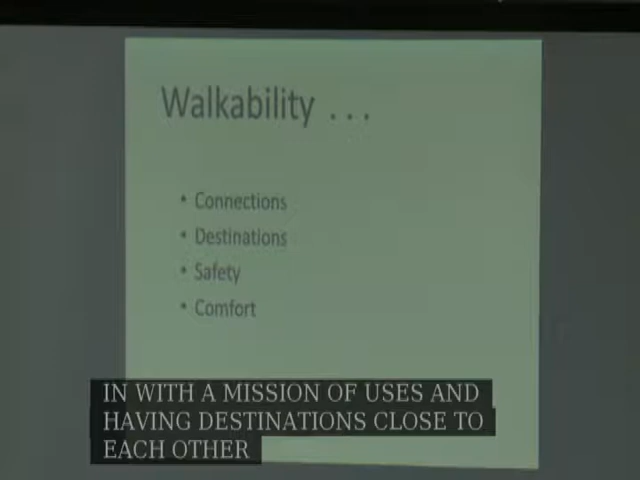 Walkability ...
• Connections
• Destinations
• Safety
• Comfort
IN WITH A MISSION OF USES AND
HAVING DESTINATIONS CLOSE TO
EACH OTHER